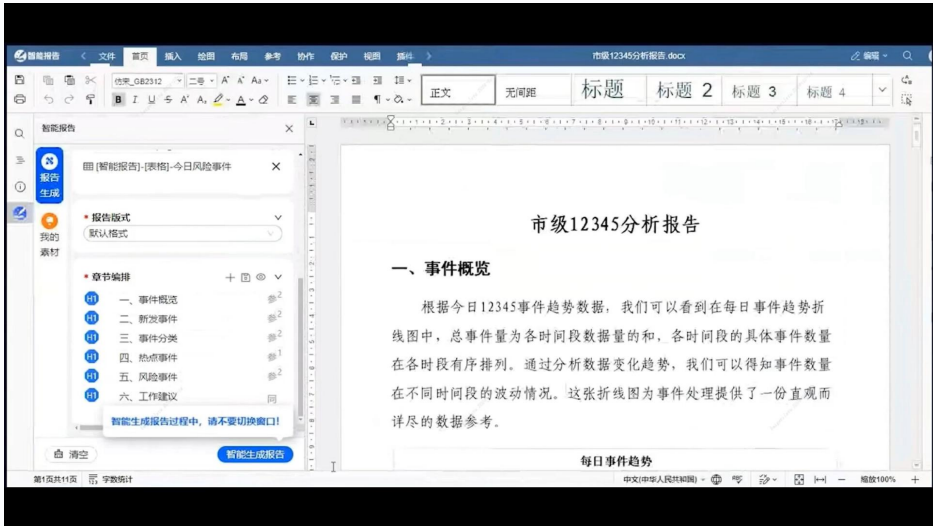 智能报告 文件 首页 插入 绘图 布局 参考 协作 保护 视图 插件 市级12345分析报告.docx 编辑
仿宋_GB2312 二号 正文 无间距 标题 标题 2 标题 3 标题 4
智能报告
报告生成
我的素材
[智能报告]-[表格]-今日风险事件
* 报告版式
默认格式
* 章节编排
H1 一、事件概览 参2
H1 二、新发事件 参2
H1 三、事件分类 参2
H1 四、热点事件 参1
H1 五、风险事件 参2
H1 六、工作建议 同
智能生成报告过程中，请不要切换窗口！
清空 智能生成报告
市级12345分析报告
一、事件概览
根据今日12345事件趋势数据，我们可以看到在每日事件趋势折
线图中，总事件量为各时间段数据量的和，各时间段的具体事件数量
在各时段有序排列。通过分析数据变化趋势，我们可以得知事件数量
在不同时间段的波动情况。这张折线图为事件处理提供了一份直观而
详尽的数据参考。
每日事件趋势
第1页共11页 字数统计 中文(中华人民共和国) 缩放100%